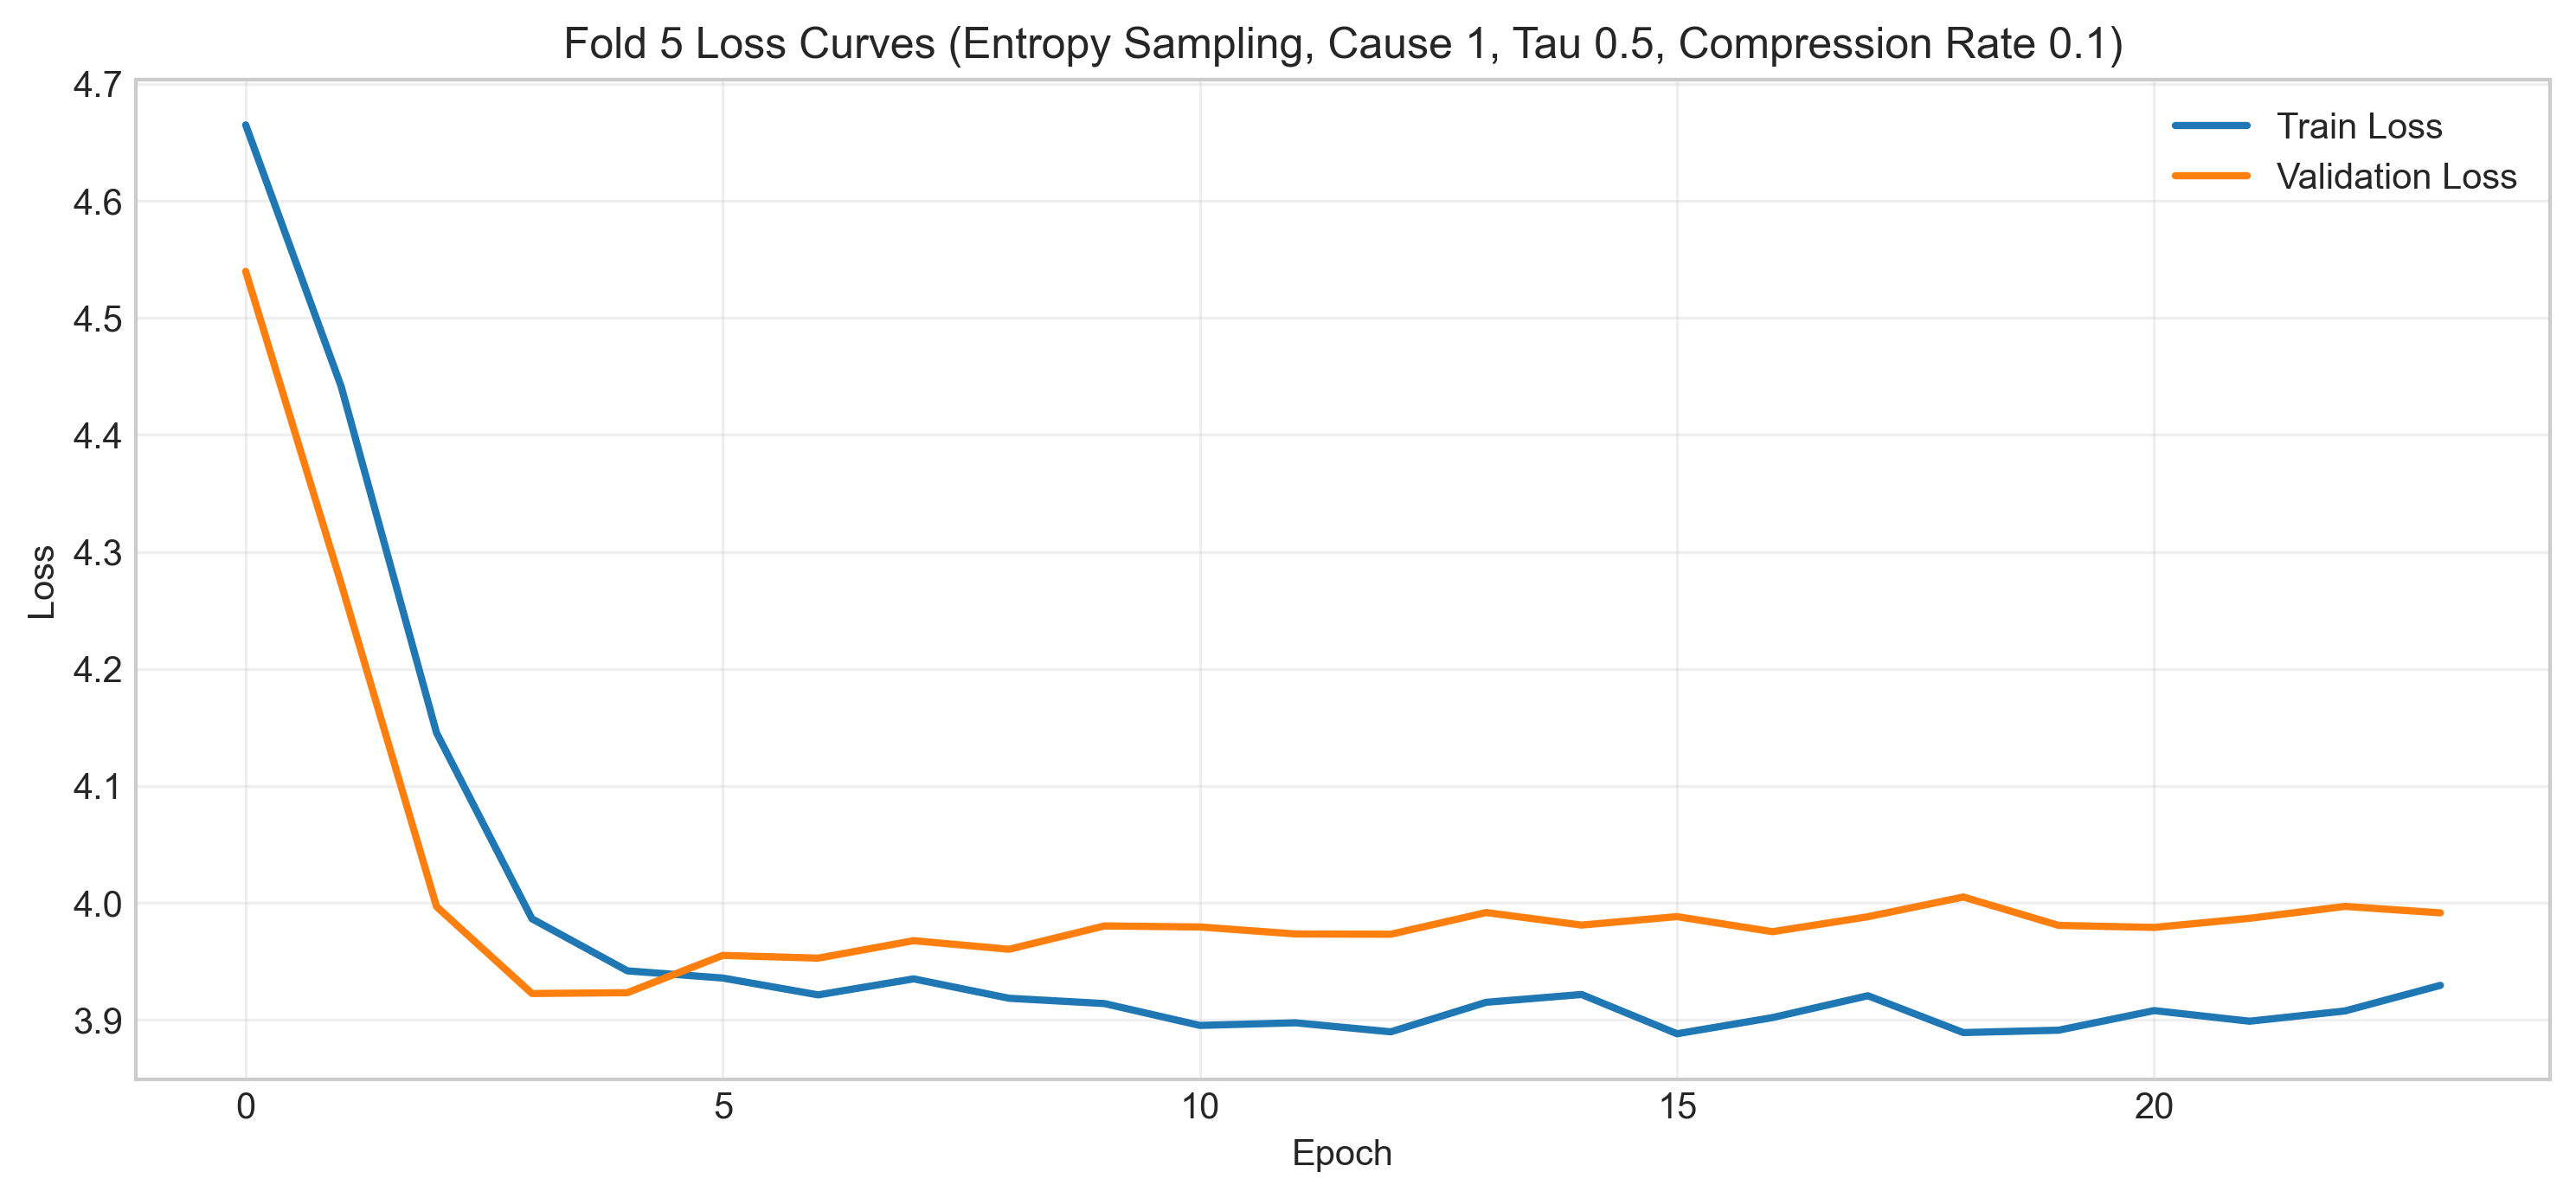 Fold 5 Loss Curves (Entropy Sampling, Cause 1, Tau 0.5, Compression Rate 0.1)
4.7
4.6
4.5
4.4
4.3
4.2
4.1
4.0
3.9
Loss
Train Loss
Validation Loss
0 5 10 15 20
Epoch